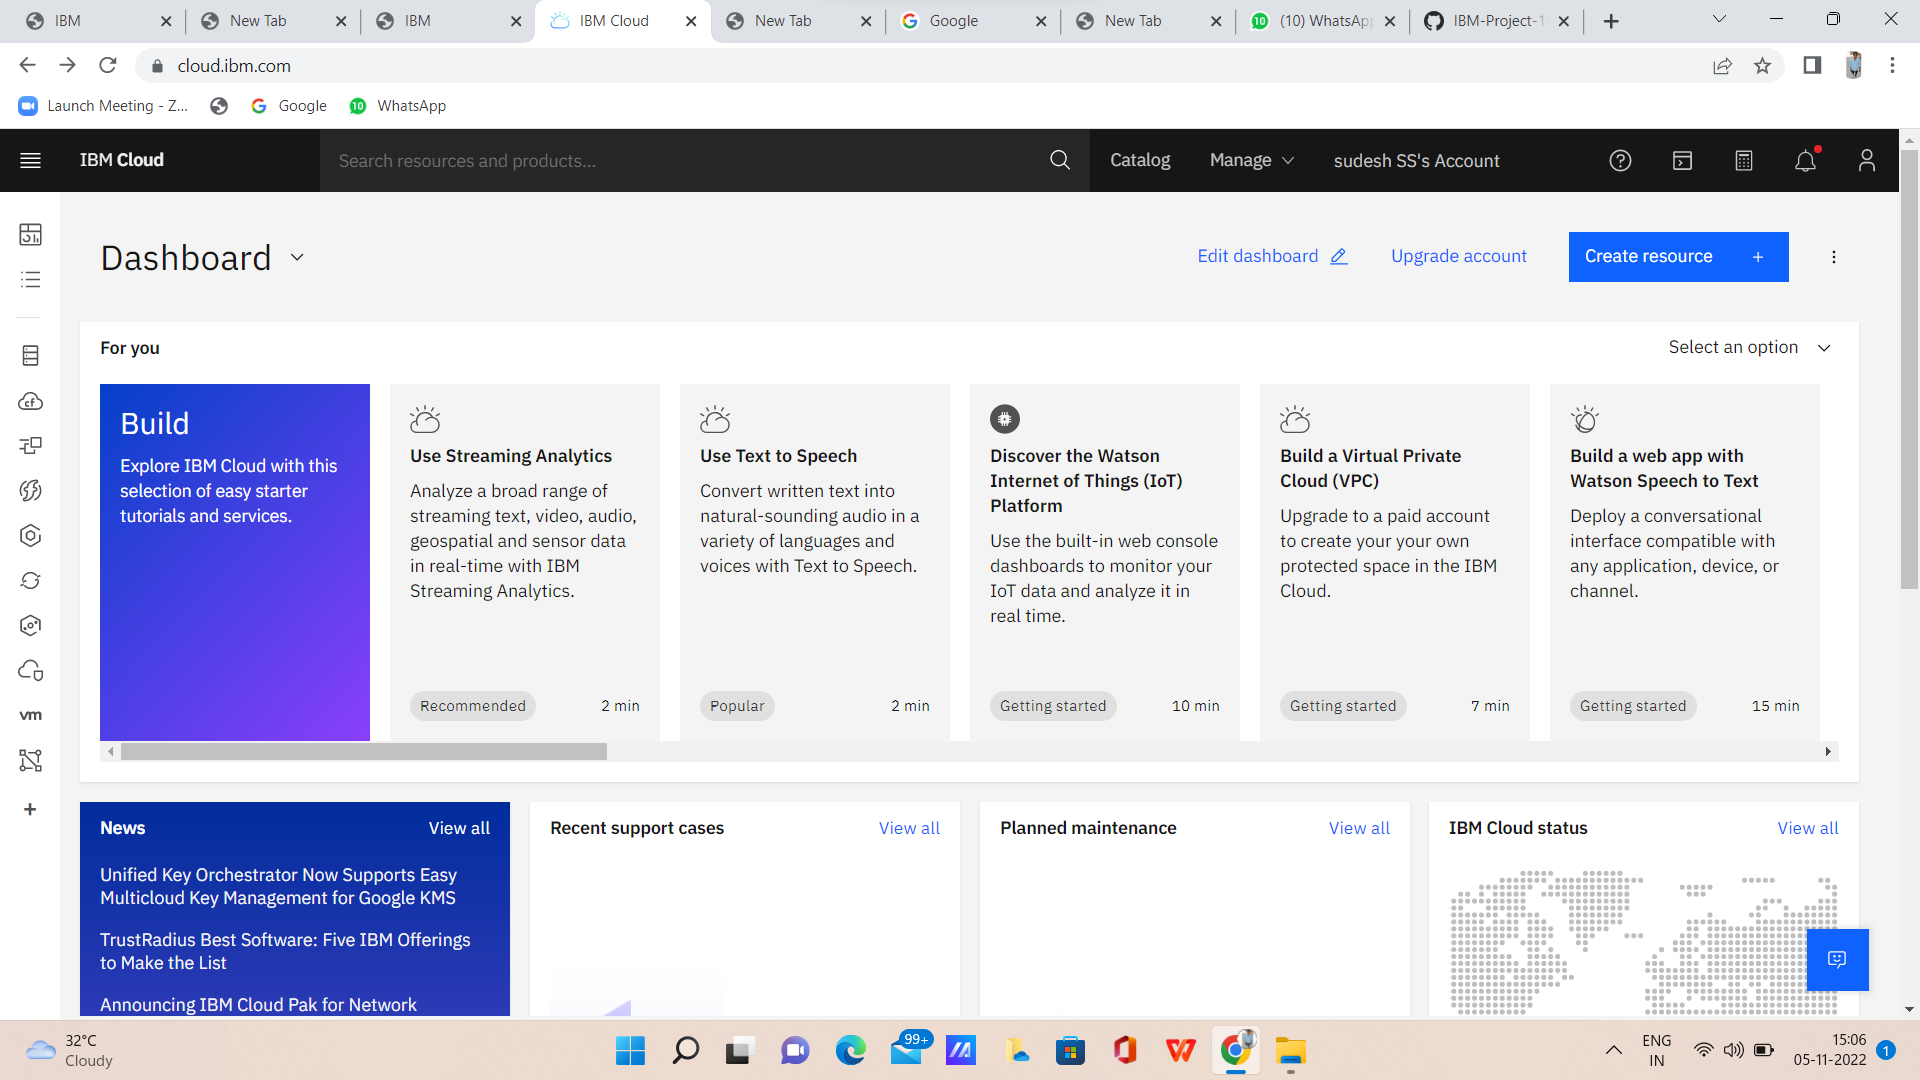 IBM
New Tab
IBM
IBM Cloud
New Tab
Google
New Tab
(10) WhatsApp
IBM-Project-1
cloud.ibm.com
Launch Meeting - Z...
Google
10
WhatsApp
IBM Cloud
Search resources and products...
Catalog
Manage
sudesh SS's Account
Dashboard
Edit dashboard
Upgrade account
Create resource +
For you
Select an option
Build
Explore IBM Cloud with this
selection of easy starter
tutorials and services.
Use Streaming Analytics
Analyze a broad range of
streaming text, video, audio,
geospatial and sensor data
in real-time with IBM
Streaming Analytics.
Recommended
2 min
Use Text to Speech
Convert written text into
natural-sounding audio in a
variety of languages and
voices with Text to Speech.
Popular
2 min
Discover the Watson
Internet of Things (IoT)
Platform
Use the built-in web console
dashboards to monitor your
IoT data and analyze it in
real time.
Getting started
10 min
Build a Virtual Private
Cloud (VPC)
Upgrade to a paid account
to create your your own
protected space in the IBM
Cloud.
Getting started
7 min
Build a web app with
Watson Speech to Text
Deploy a conversational
interface compatible with
any application, device, or
channel.
Getting started
15 min
cf
vm
News
View all
Unified Key Orchestrator Now Supports Easy
Multicloud Key Management for Google KMS
TrustRadius Best Software: Five IBM Offerings
to Make the List
Announcing IBM Cloud Pak for Network
Recent support cases
View all
Planned maintenance
View all
IBM Cloud status
View all
32°C
Cloudy
99+
ENG
IN
15:06
05-11-2022
1